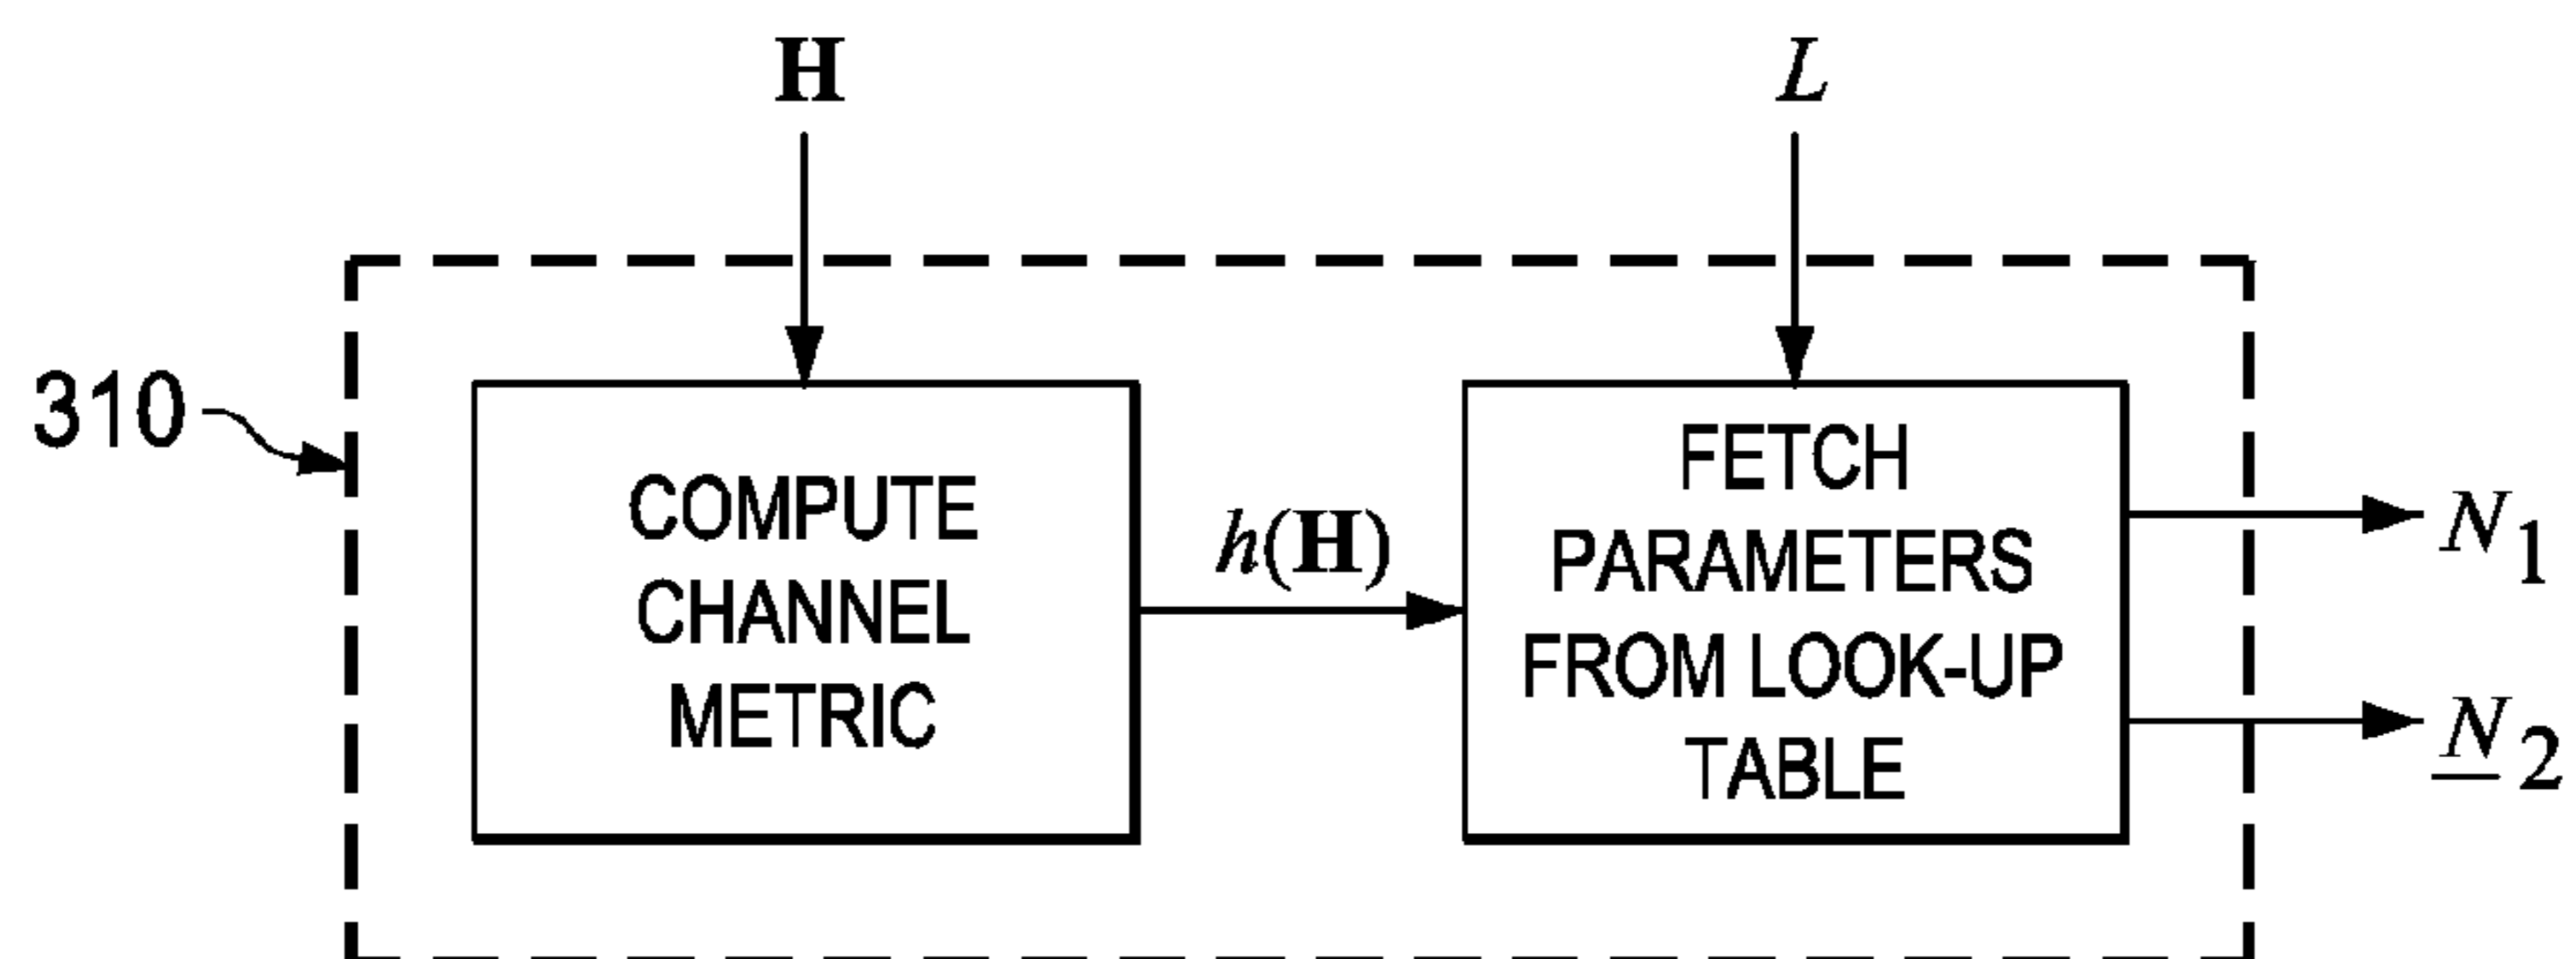 H
L
310
COMPUTE
CHANNEL
METRIC
h(H)
FETCH
PARAMETERS
FROM LOOK-UP
TABLE
N1
N2